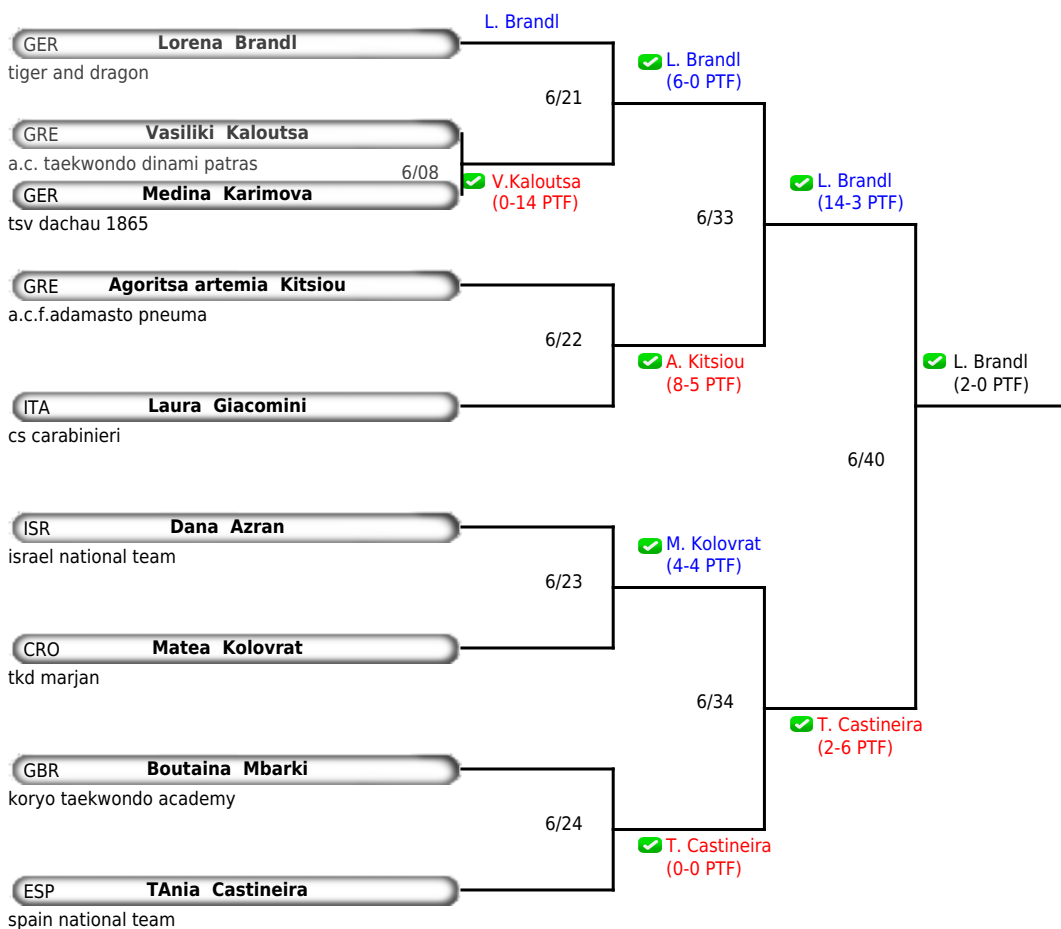 L. Brandl
GER Lorena Brandl
tiger and dragon
L. Brandl
(6-0 PTF)
6/21
GRE Vasiliki Kaloutsa
a.c. taekwondo dinami patras
6/08
V.Kaloutsa
(0-14 PTF)
GER Medina Karimova
tsv dachau 1865
L. Brandl
(14-3 PTF)
6/33
GRE Agoritsa artemia Kitsiou
a.c.f.adamasto pneuma
6/22
A. Kitsiou
(8-5 PTF)
L. Brandl
(2-0 PTF)
ITA Laura Giacomini
cs carabinieri
6/40
ISR Dana Azran
israel national team
M. Kolovrat
(4-4 PTF)
6/23
CRO Matea Kolovrat
tkd marjan
6/34
T. Castineira
(2-6 PTF)
GBR Boutaina Mbarki
koryo taekwondo academy
6/24
T. Castineira
(0-0 PTF)
ESP TAnia Castineira
spain national team